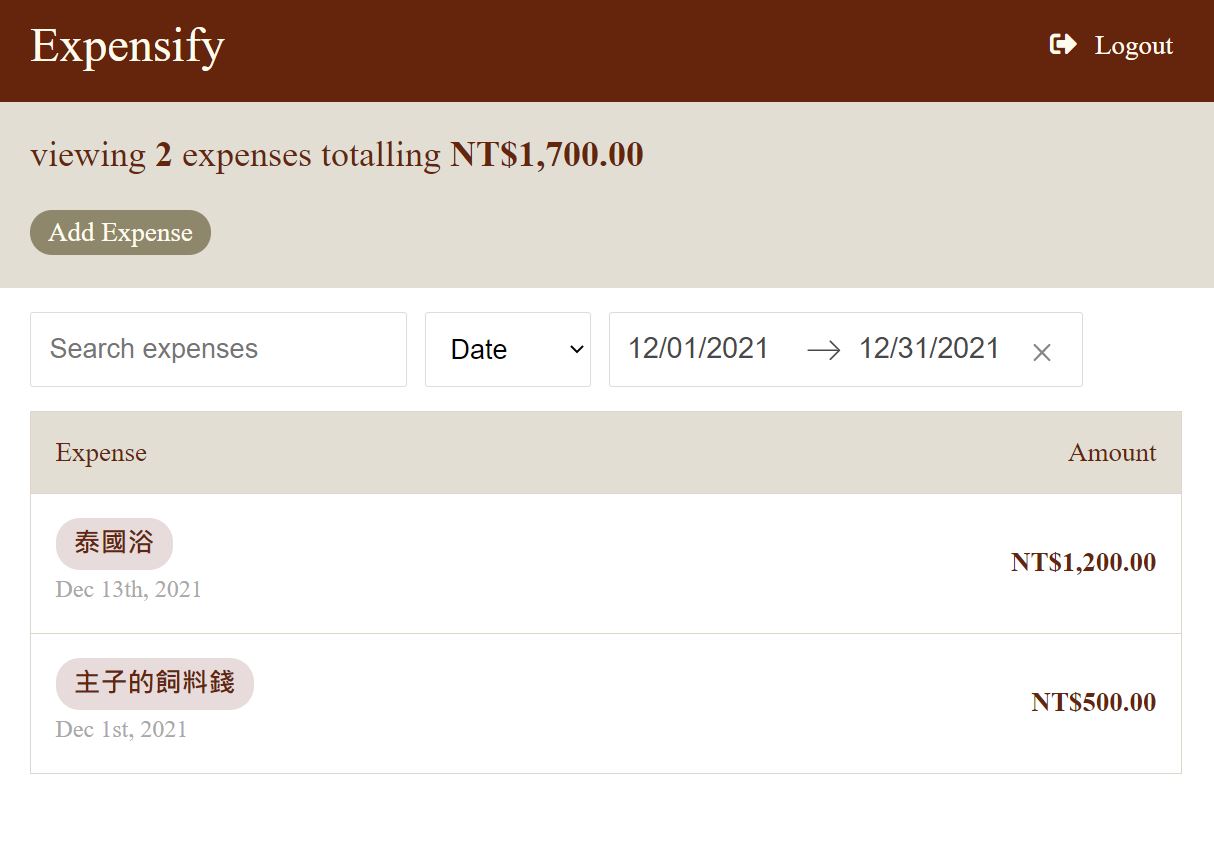 Expensify
Logout
viewing 2 expenses totalling NT$1,700.00
Add Expense
Search expenses Date 12/01/2021 → 12/31/2021
Expense Amount
泰國浴
Dec 13th, 2021
NT$1,200.00
主子的飼料錢
Dec 1st, 2021
NT$500.00